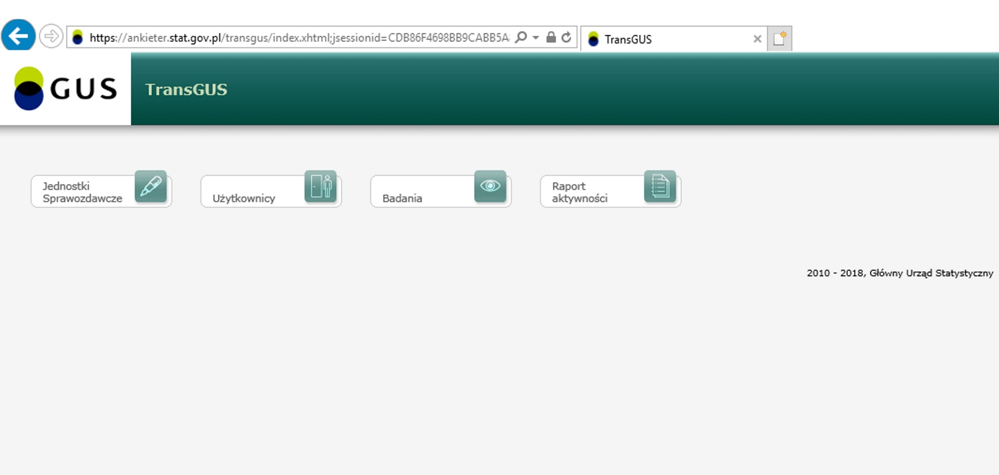 https://ankieter.stat.gov.pl/transgus/index.xhtml;jsessionid=CDB86F4698BB9CABB5A
TransGUS
GUS
TransGUS
Jednostki
Sprawozdawcze
Użytkownicy
Badania
Raport
aktywności
2010 - 2018, Główny Urząd Statystyczny